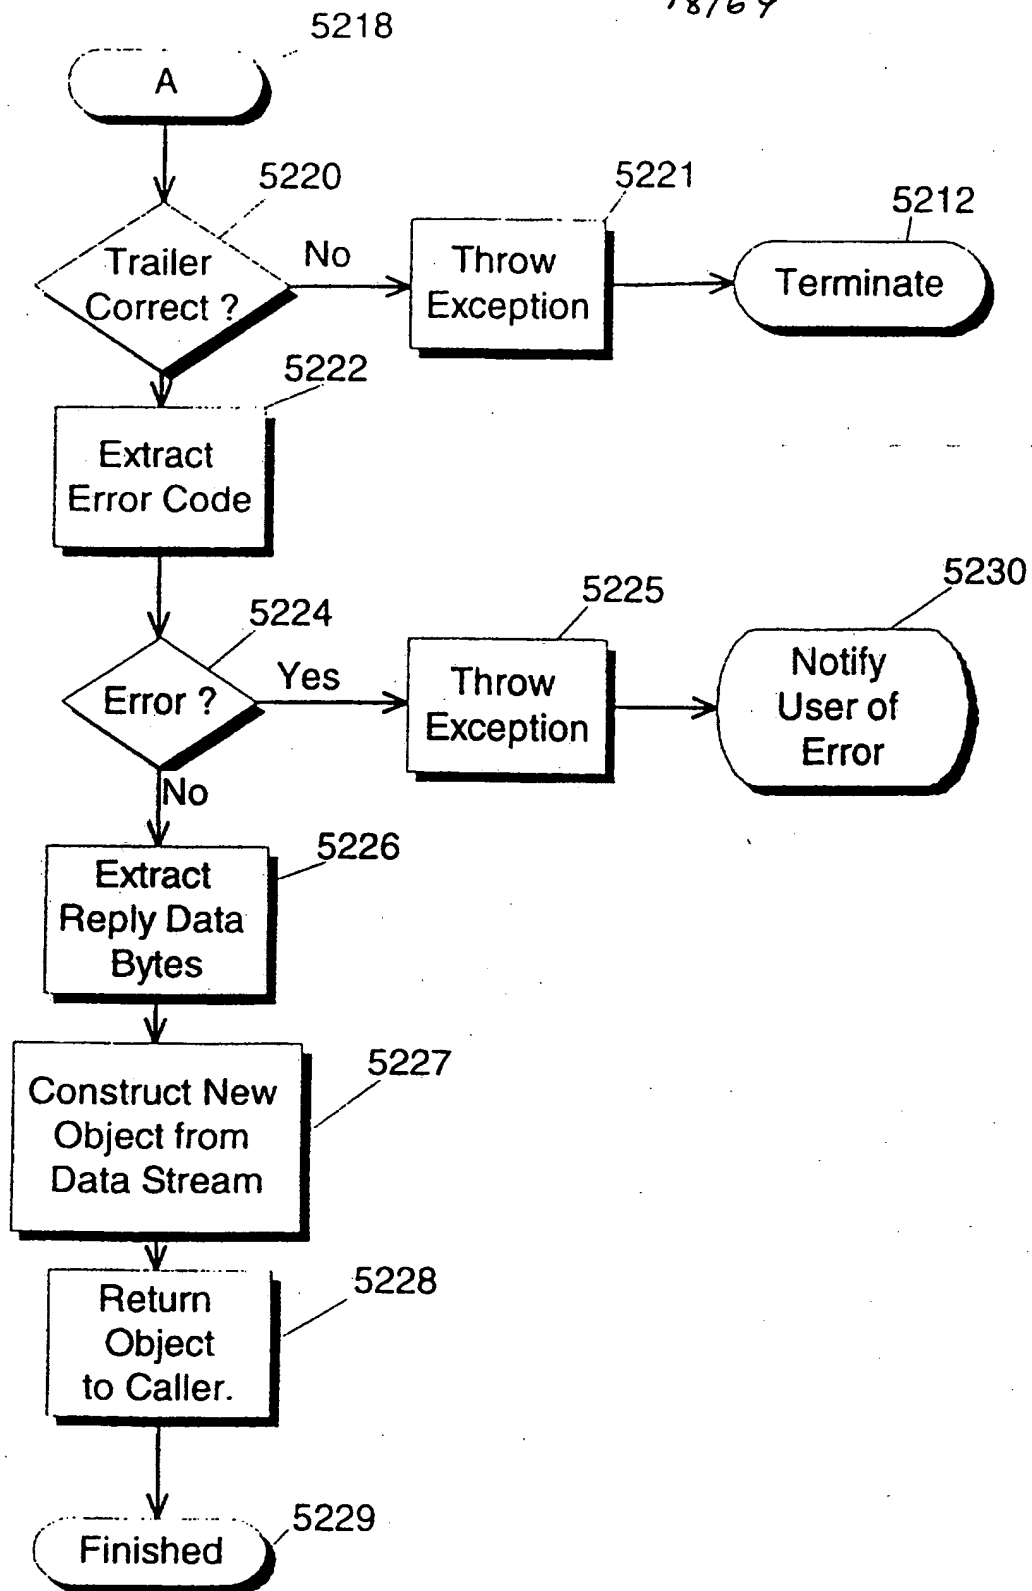 5218
A
5220
5221
5212
Trailer
Correct ?
No
Throw
Exception
Terminate
5222
Extract
Error Code
5224
5225
5230
Error ?
Yes
Throw
Exception
Notify
User of
Error
No
5226
Extract
Reply Data
Bytes
5227
Construct New
Object from
Data Stream
5228
Return
Object
to Caller.
5229
Finished